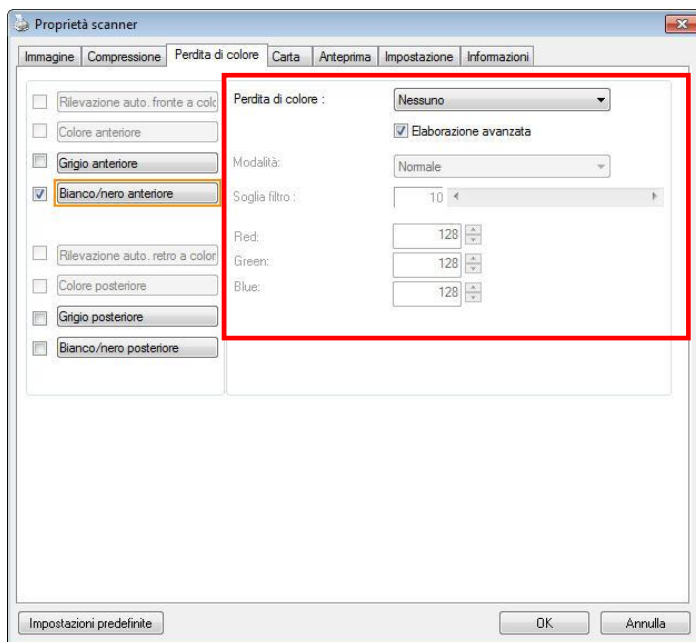 Proprietà scanner
Immagine Compressione Perdita di colore Carta Anteprima Impostazione Informazioni
Rilevazione auto. fronte a colo
Colore anteriore
Grigio anteriore
Bianco/nero anteriore
Rilevazione auto. retro a color
Colore posteriore
Grigio posteriore
Bianco/nero posteriore
Perdita di colore : Nessuno
Elaborazione avanzata
Modalità: Normale
Soglia filtro : 10
Red: 128
Green: 128
Blue: 128
Impostazioni predefinite OK Annulla